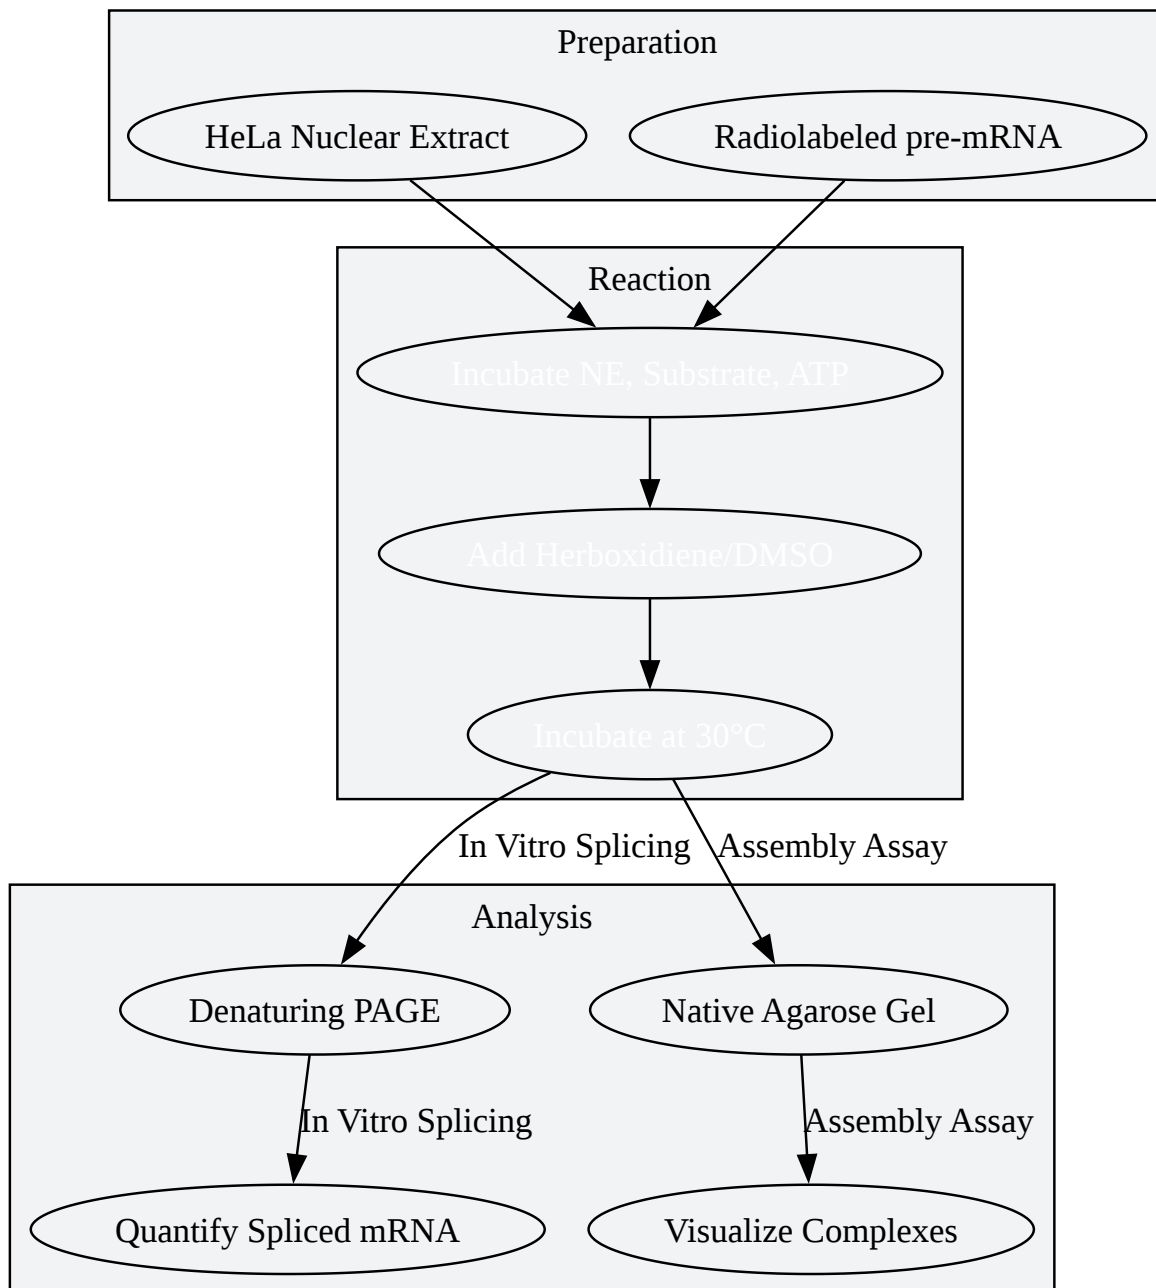 Preparation
HeLa Nuclear Extract
Radiolabeled pre-mRNA
Reaction
Incubate NE, Substrate, ATP
Add Herboxidiene/DMSO
Incubate at 30°C
In Vitro Splicing
Assembly Assay
Analysis
Denaturing PAGE
Native Agarose Gel
In Vitro Splicing
Assembly Assay
Quantify Spliced mRNA
Visualize Complexes